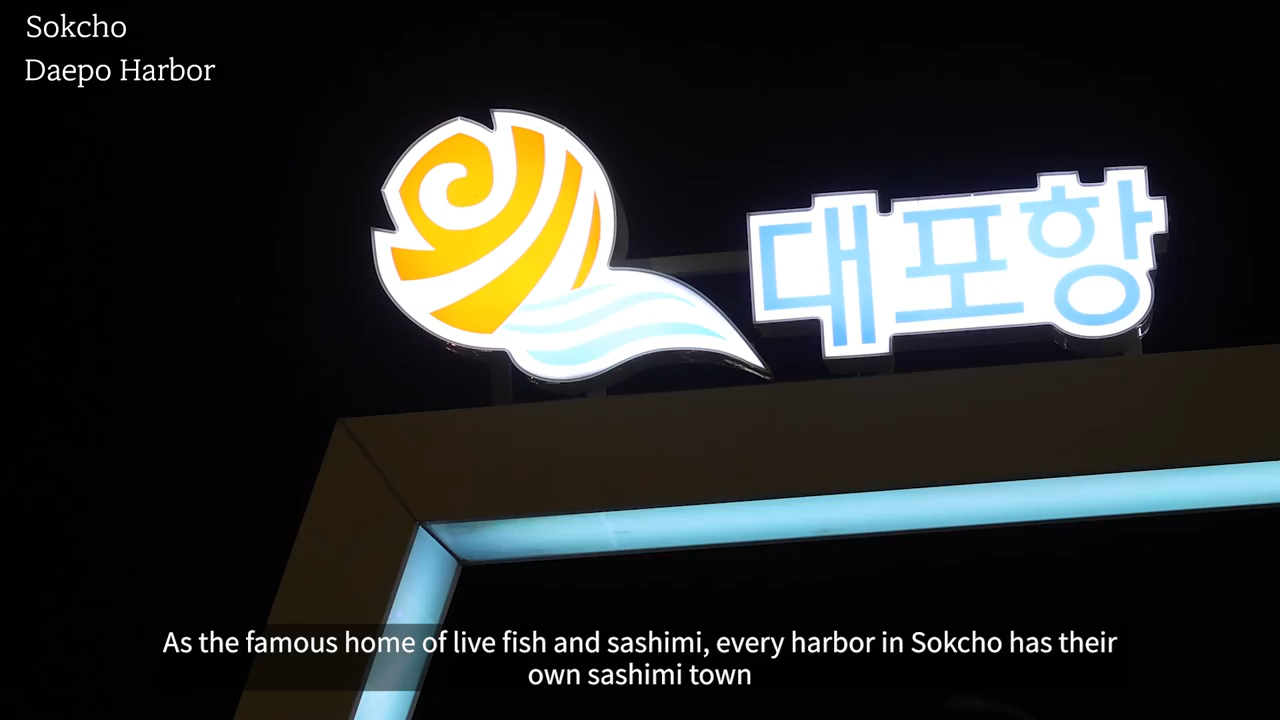 Sokcho
Daepo Harbor
대포항
As the famous home of live fish and sashimi, every harbor in Sokcho has their
own sashimi town